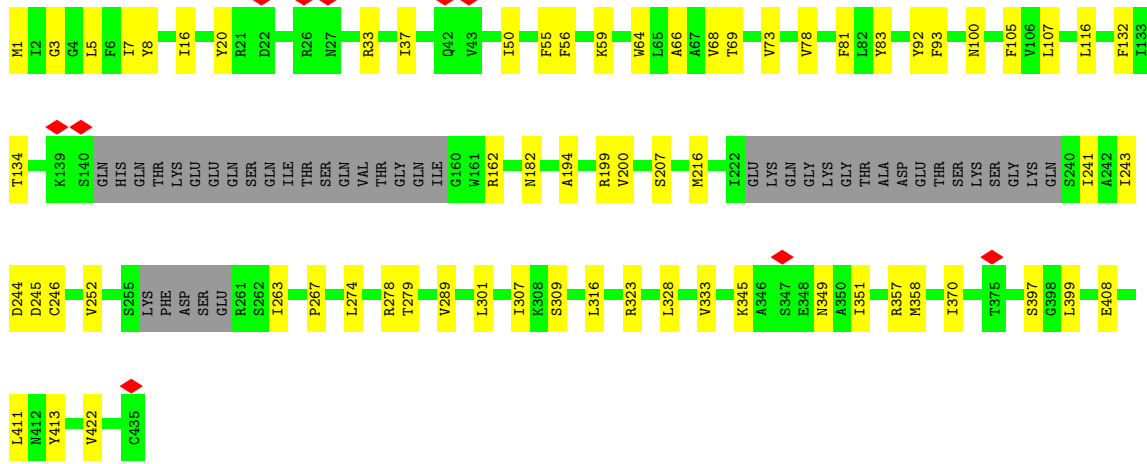 M1 I2 G3 G4 L5 F6 I7 Y8 I16 Y20 R21 D22 R26 N27 R33 I37 Q42 V43 I50 F55 F56 K59 W64 L65 A66 A67 V68 T69 V73 V78 F81 L82 Y83 Y92 F93 N100 F105 V106 L107 L116 F132 I133
T134 K139 S140 GLN HIS GLN THR LYS GLU GLU GLN SER GLN ILE THR SER GLN VAL THR GLY GLN ILE G160 W161 R162 N182 A194 R199 V200 S207 M216 I222 GLU LYS GLN GLY LYS GLY THR ALA ASP GLU THR SER LYS SER GLY LYS GLN S240 I241 A242 I243
D244 D245 C246 V252 S255 LYS PHE ASP SER GLU R261 S262 I263 P267 L274 R278 T279 V289 L301 I307 K308 S309 L316 R323 L328 V333 K345 A346 S347 E348 N349 A350 I351 R357 M358 I370 T375 S397 G398 L399 E408
L411 N412 Y413 V422 C435